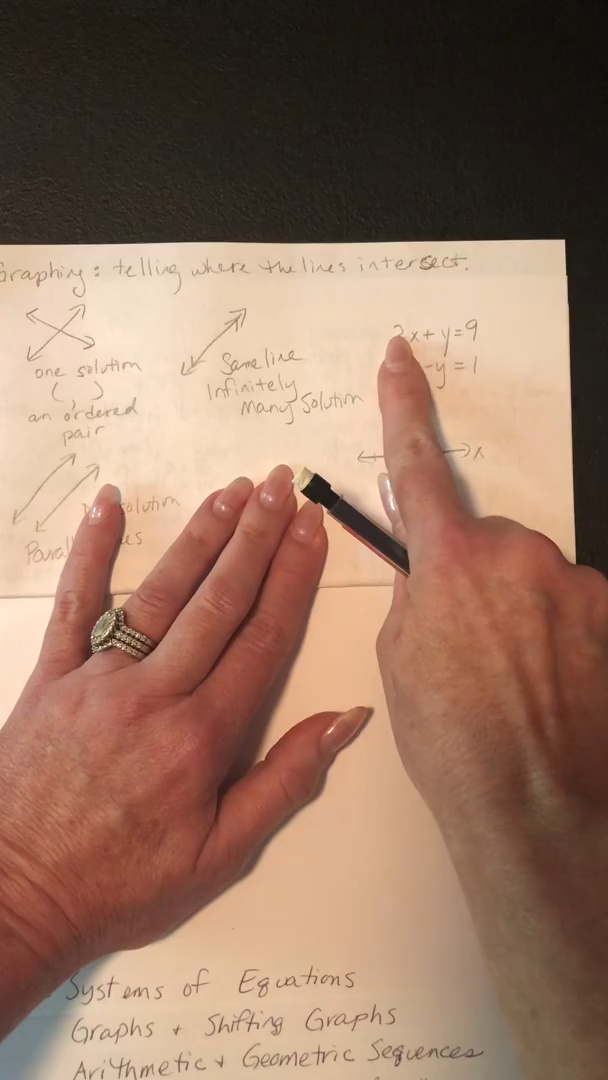 Graphing: telling where the lines intersect.
one solution
( , )
an ordered
pair
Same line
Infinitely
Many Solution
x+y=9
-y=1
x
solution
Systems of Equations
Graphs + Shifting Graphs
Arithmetic + Geometric Sequences